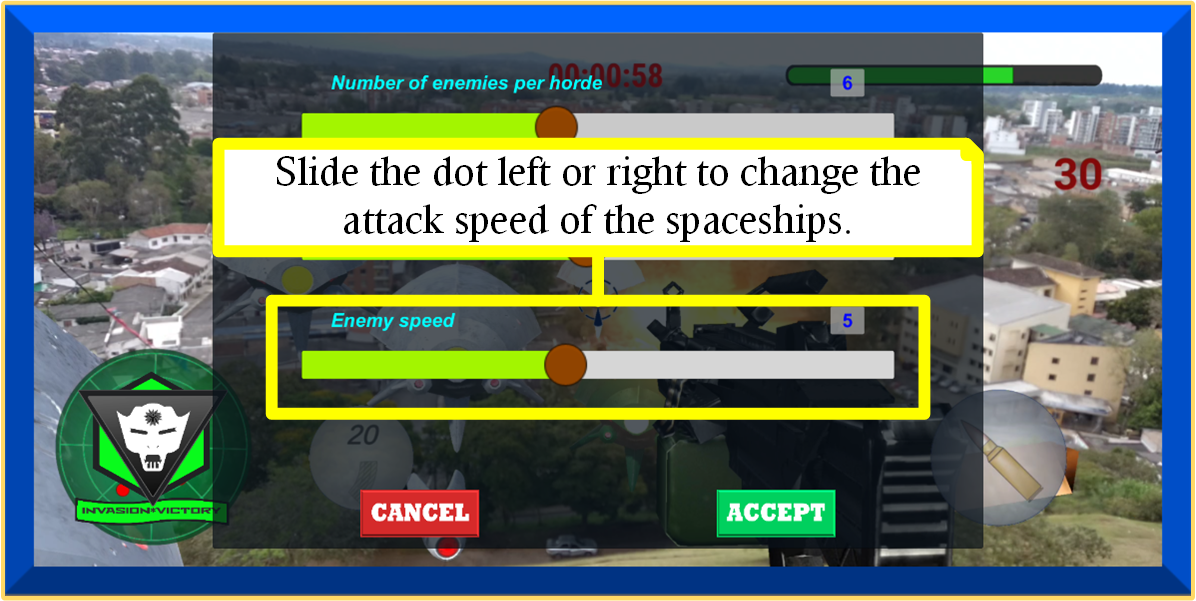 00:00:58
Number of enemies per horde
6
Slide the dot left or right to change the
attack speed of the spaceships.
30
Enemy speed
5
20
INVASION VICTORY
CANCEL
ACCEPT